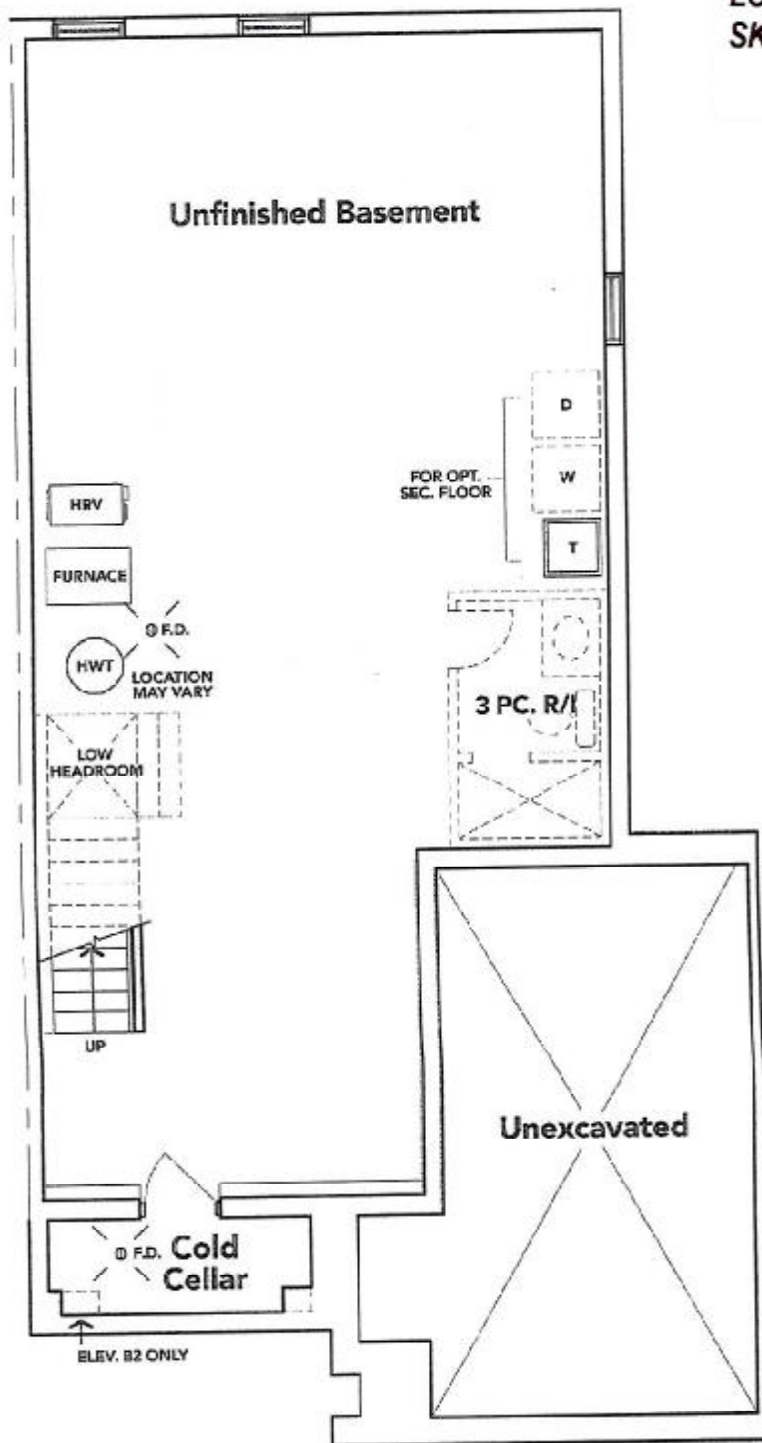 SK
Unfinished Basement
D
W
T
FOR OPT.
SEC. FLOOR
HRV
FURNACE
F.D.
HWT
LOCATION
MAY VARY
3 PC. R/I
LOW
HEADROOM
UP
Unexcavated
F.D.
Cold
Cellar
ELEV. B2 ONLY